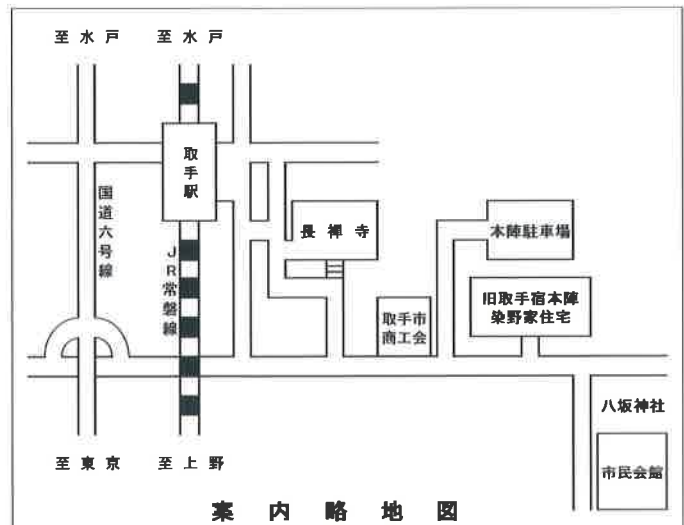 至水戸
至水戸
取手駅
国道六号線
JR常磐線
長禅寺
本陣駐車場
旧取手宿本陣
染野家住宅
取手市
商工会
八坂神社
市民会館
至東京
至上野
案内略地図